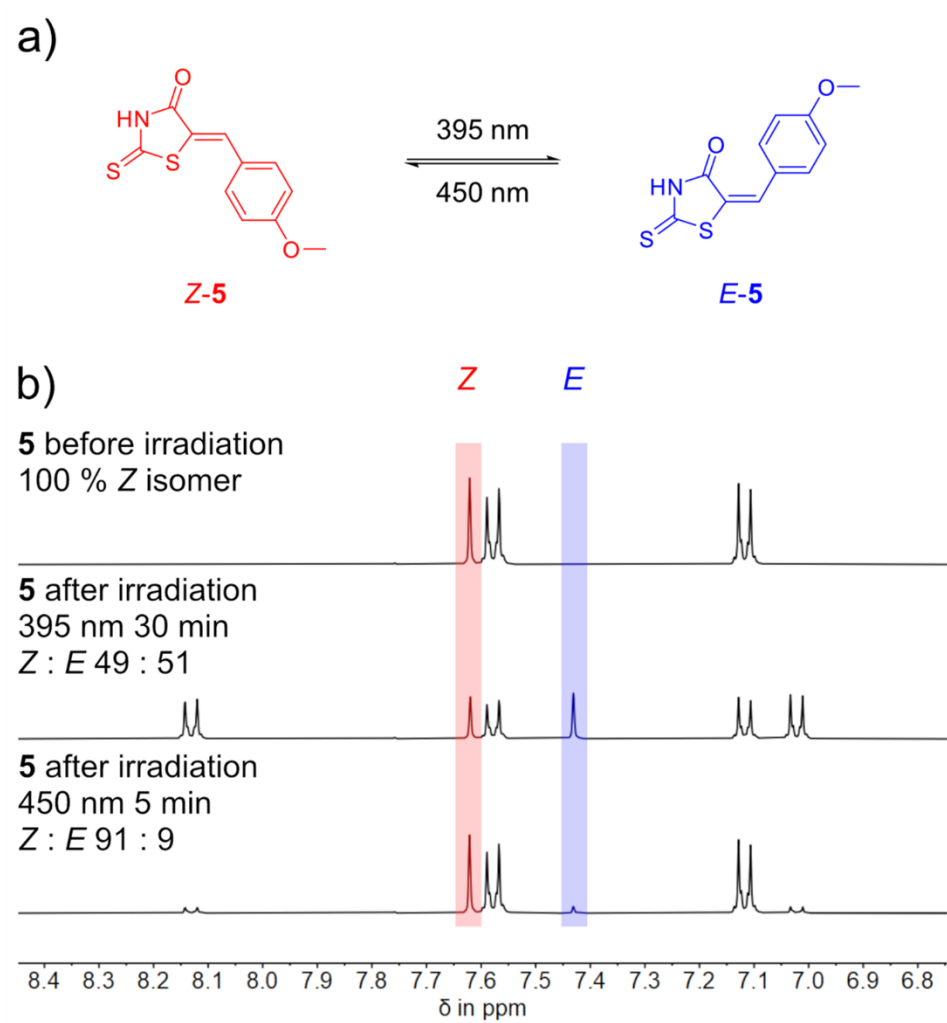 a)
O
HN
S
S
O
Z-5
395 nm
450 nm
O
O
HN
S
S
E-5
b)
Z
E
5 before irradiation
100 % Z isomer
5 after irradiation
395 nm 30 min
Z : E 49 : 51
5 after irradiation
450 nm 5 min
Z : E 91 : 9
8.4 8.3 8.2 8.1 8.0 7.9 7.8 7.7 7.6 7.5 7.4 7.3 7.2 7.1 7.0 6.9 6.8
δ in ppm